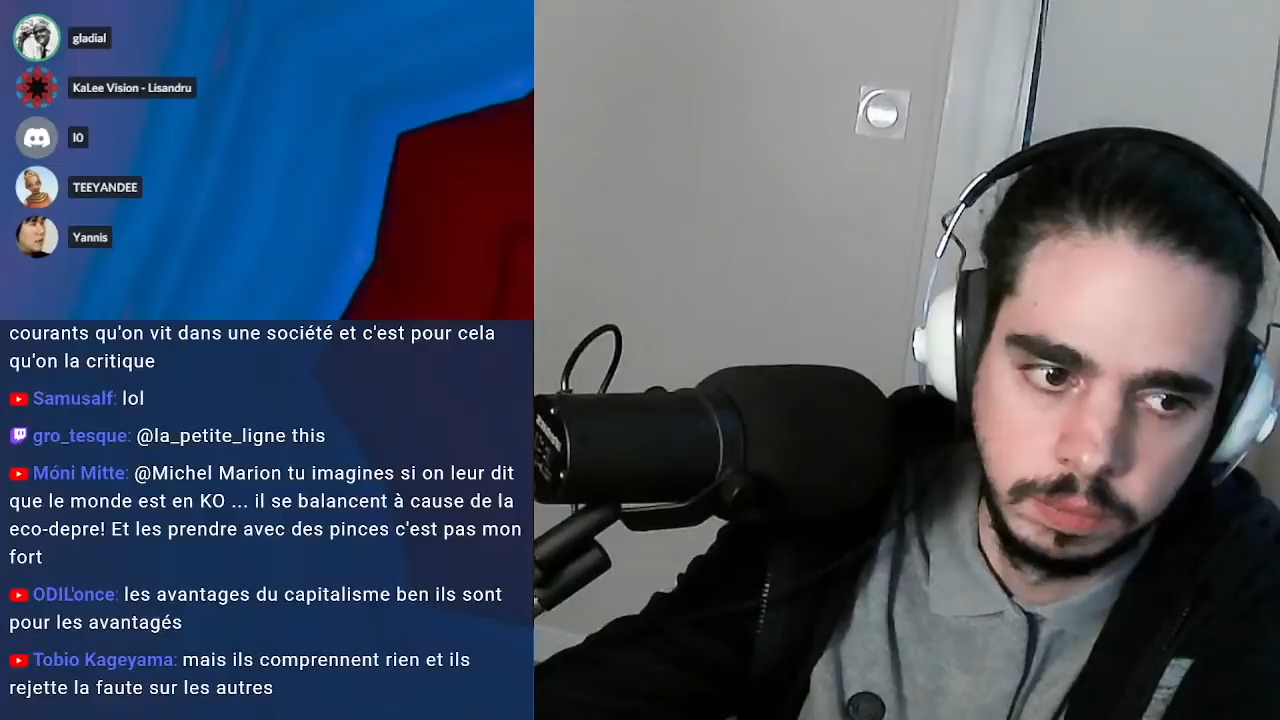 gladial
KaLee Vision - Lisandru
IO
TEEYANDEE
Yannis
courants qu'on vit dans une société et c'est pour cela
qu'on la critique
Samusalf: lol
gro_tesque: @la_petite_ligne this
Móni Mitte: @Michel Marion tu imagines si on leur dit
que le monde est en KO ... il se balancent à cause de la
eco-depre! Et les prendre avec des pinces c'est pas mon
fort
ODIL'once: les avantages du capitalisme ben ils sont
pour les avantagés
Tobio Kageyama: mais ils comprennent rien et ils
rejette la faute sur les autres